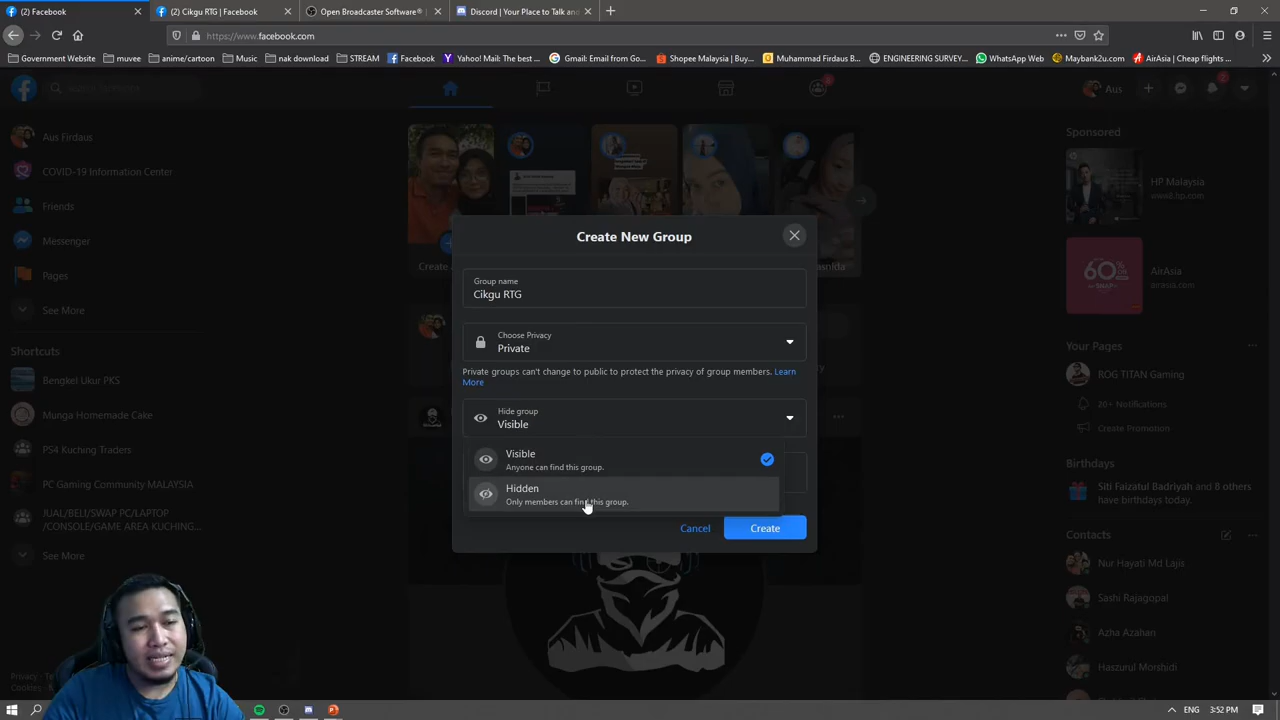 (2) Facebook
(2) Cikgu RTG | Facebook
Open Broadcaster Software®
Discord | Your Place to Talk and
https://www.facebook.com
Government Website
muvee
anime/cartoon
Music
nak download
STREAM
Facebook
Yahoo! Mail: The best ...
Gmail: Email from Go...
Shopee Malaysia | Buy...
Muhammad Firdaus B...
ENGINEERING SURVEY...
WhatsApp Web
Maybank2u.com
AirAsia | Cheap flights ...
Aus
Aus Firdaus
COVID-19 Information Center
Friends
Messenger
Pages
See More
Shortcuts
Bengkel Ukur PKS
Munga Homemade Cake
PS4 Kuching Traders
PC Gaming Community MALAYSIA
JUAL/BELI/SWAP PC/LAPTOP
/CONSOLE/GAME AREA KUCHING
See More
Create New Group
Group name
Cikgu RTG
Choose Privacy
Private
Private groups can't change to public to protect the privacy of group members. Learn
More
Hide group
Visible
Visible
Anyone can find this group.
Hidden
Only members can find this group.
Cancel
Create
Sponsored
HP Malaysia
AirAsia
airasia.com
60%
Your Pages
ROG TITAN Gaming
20+ Notifications
Create Promotion
Birthdays
Siti Faizatul Badriyah and 8 others
have birthdays today.
Contacts
Nur Hayati Md Lajis
Sashi Rajagopal
Azha Azahan
Haszurul Morshidi
ENG
3:52 PM